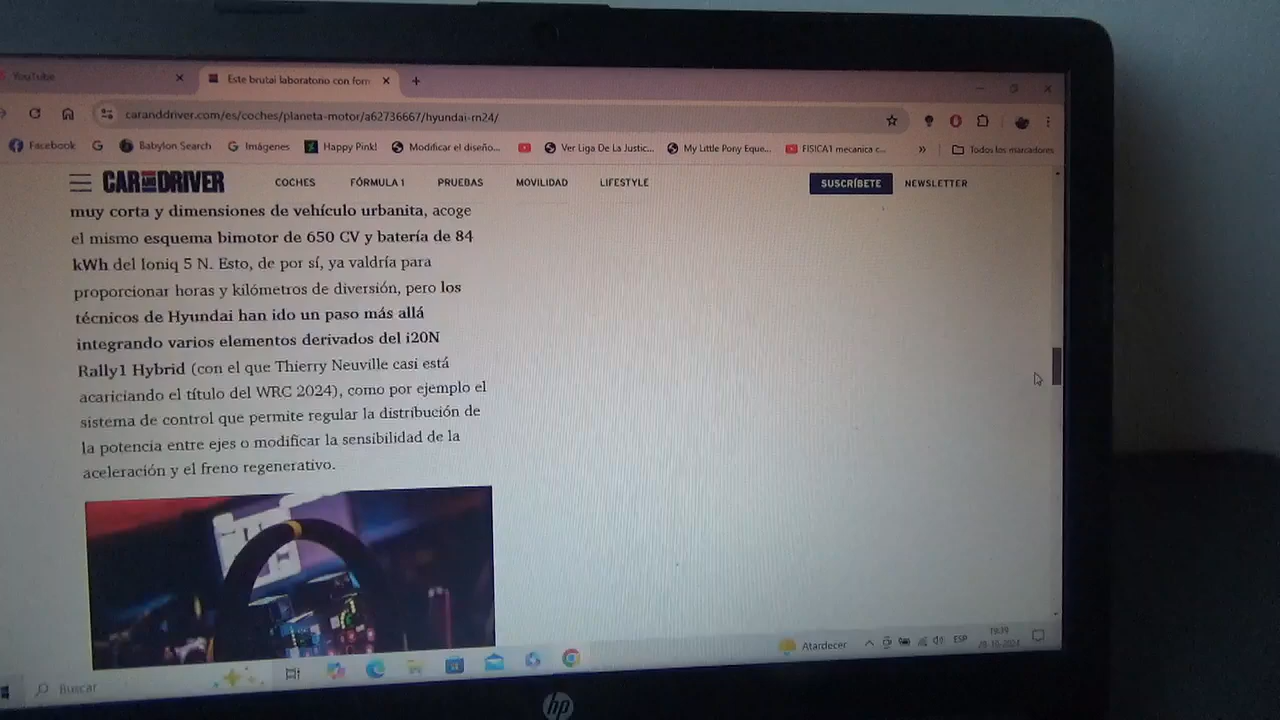 YouTube
Este brutal laboratorio con form
caranddriver.com/es/coches/planeta-motor/a62736667/hyundai-rn24/
Facebook
Babylon Search
Imágenes
Happy Pink!
Modificar el diseño...
Ver Liga De La Justic...
My Little Pony Eque...
FISICA1 mecanica c...
Todos los marcadores
CAR AND DRIVER
COCHES
FÓRMULA 1
PRUEBAS
MOVILIDAD
LIFESTYLE
SUSCRÍBETE
NEWSLETTER
muy corta y dimensiones de vehículo urbanita, acoge
el mismo esquema bimotor de 650 CV y batería de 84
kWh del Ioniq 5 N. Esto, de por sí, ya valdría para
proporcionar horas y kilómetros de diversión, pero los
técnicos de Hyundai han ido un paso más allá
integrando varios elementos derivados del i20N
Rally1 Hybrid (con el que Thierry Neuville casi está
acariciando el título del WRC 2024), como por ejemplo el
sistema de control que permite regular la distribución de
la potencia entre ejes o modificar la sensibilidad de la
aceleración y el freno regenerativo.
Buscar
Atardecer
ESP
hp